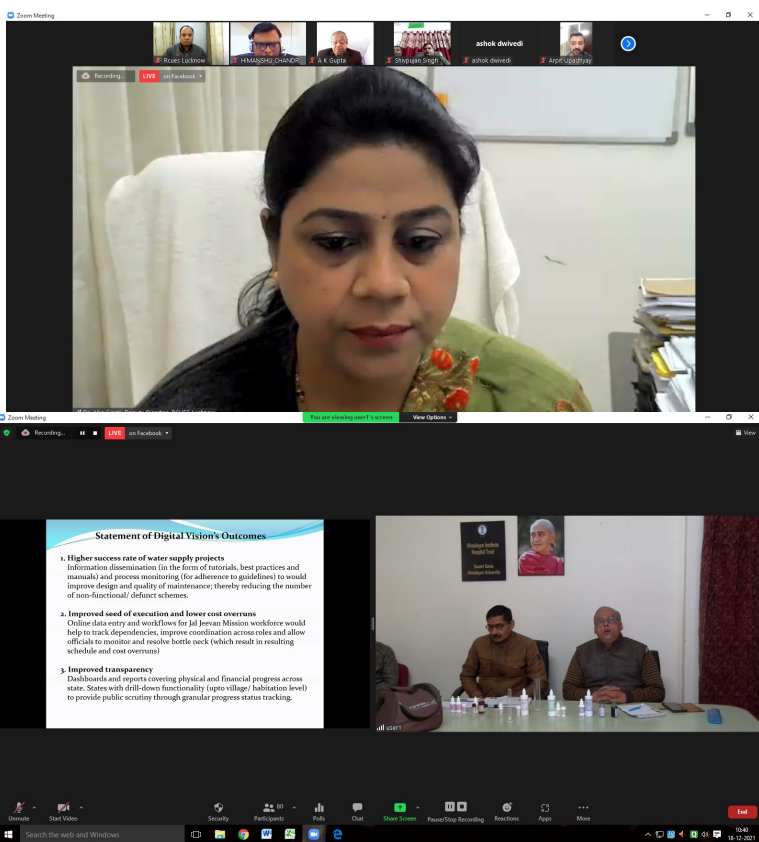 Zoom Meeting
Rcues Lucknow
HIMANSHU_CHANDR
A K Gupta
Shivpujan Singh
ashok dwivedi
ashok dwivedi
Arpit Upadhyay
Recording...
LIVE
on Facebook
Zoom Meeting
You are viewing user1's screen
View Options
Recording...
LIVE
on Facebook
View
Statement of Digital Vision's Outcomes
1. Higher success rate of water supply projects
Information dissemination (in the form of tutorials, best practices and
manuals) and process monitoring (for adherence to guidelines) to would
improve design and quality of maintenance; thereby reducing the number
of non-functional/ defunct schemes.
2. Improved seed of execution and lower cost overruns
Online data entry and workflows for Jal Jeevan Mission workforce would
help to track dependencies, improve coordination across roles and allow
officials to monitor and resolve bottle neck (which result in resulting
schedule and cost overruns)
3. Improved transparency
Dashboards and reports covering physical and financial progress across
state. States with drill-down functionality (upto village/ habitation level)
to provide public scrutiny through granular progress status tracking.
Himalayan Institute
Hospital Trust
Swami Rama
Himalayan University
user1
Unmute
Start Video
Security
Participants
80
Polls
Chat
Share Screen
Pause/Stop Recording
Reactions
Apps
More
End
Search the web and Windows
10:40
18-12-2021